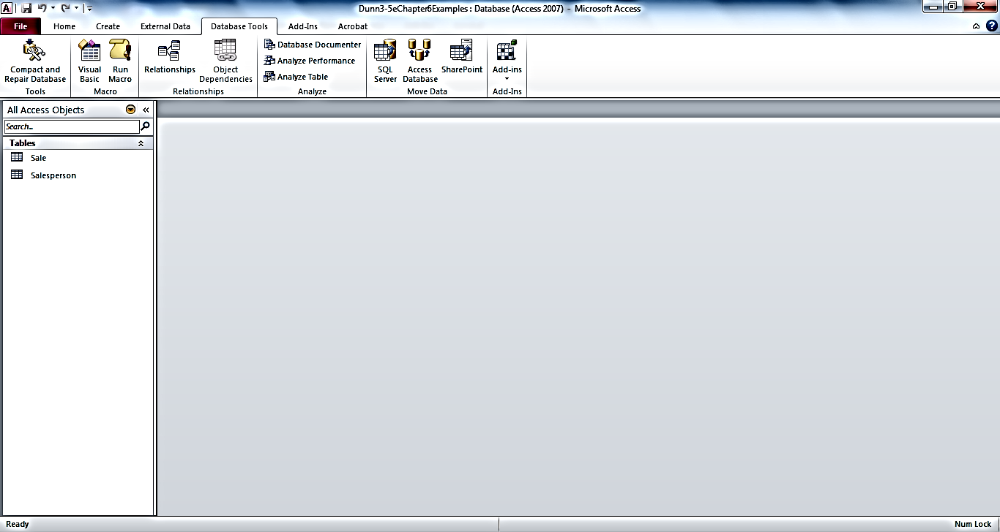 A
Dunn3-5eChapter6Examples : Database (Access 2007) - Microsoft Access
File Home Create External Data Database Tools Add-Ins Acrobat
Compact and
Repair Database
Tools
Visual
Basic
Run
Macro
Macro
Relationships
Object
Dependencies
Relationships
Database Documenter
Analyze Performance
Analyze Table
Analyze
SQL
Server
Access
Database
SharePoint
Move Data
Add-ins
Add-Ins
All Access Objects
Search...
Tables
Sale
Salesperson
Ready
Num Lock